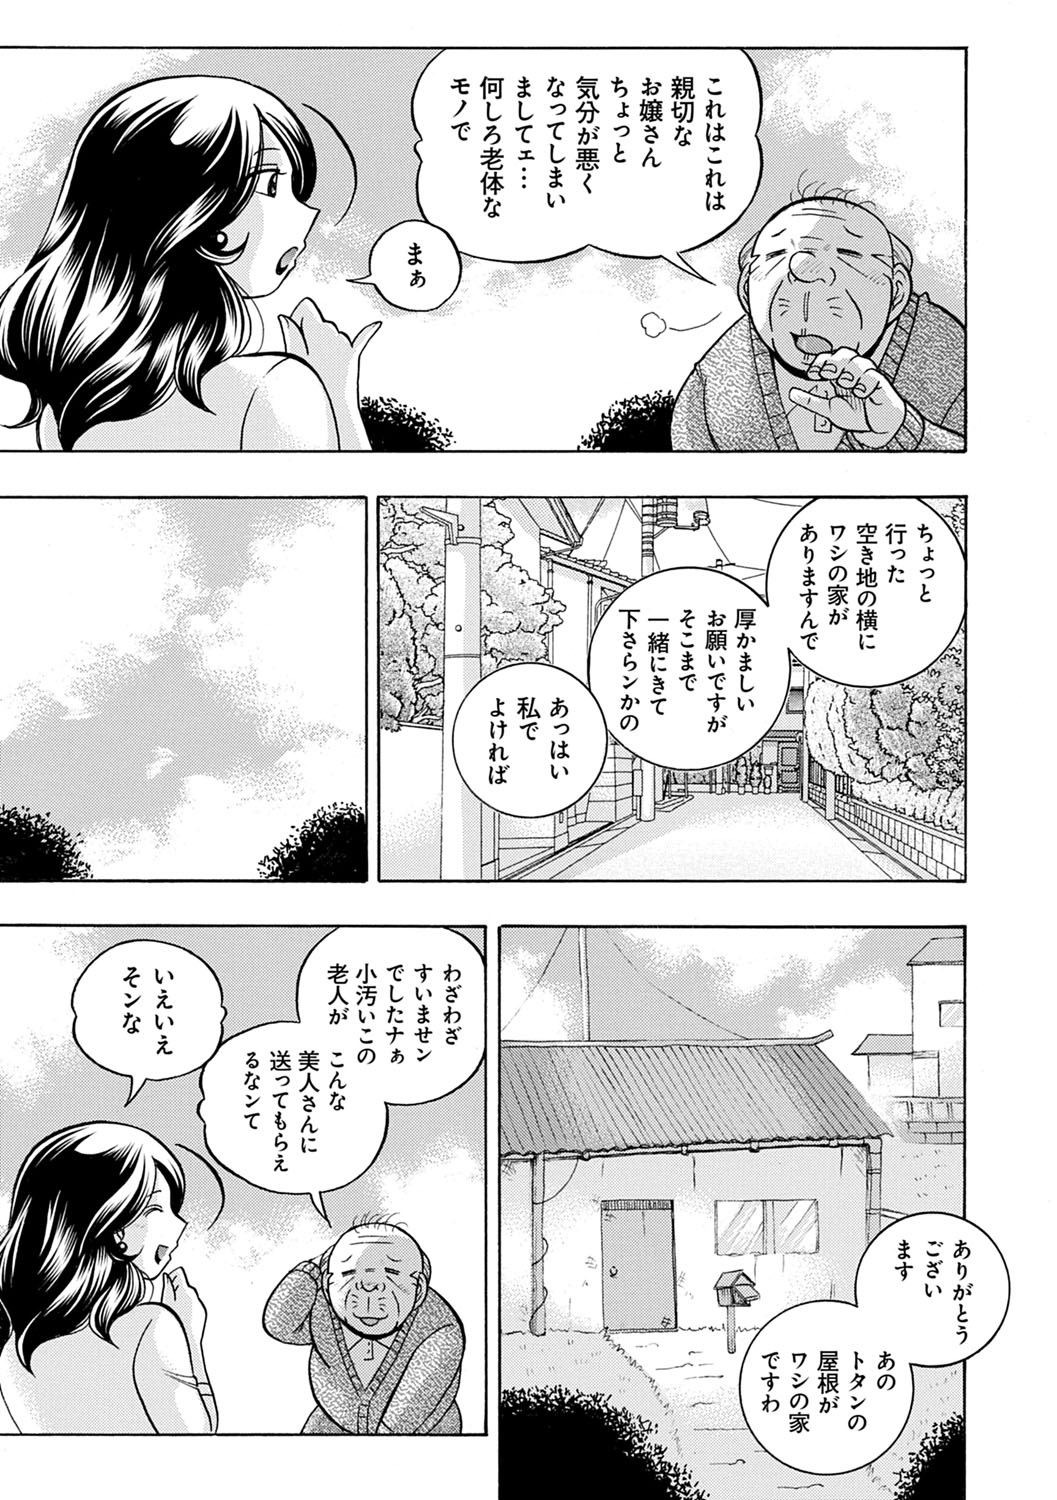 これはこれは
親切な
お嬢さん
ちょっと
気分が悪く
なってしまい
ましてェ…
何しろ老体な
モノで
まぁ
ちょっと
行った
空き地の横に
ワシの家が
ありますんで
厚かましい
お願いですが
そこまで
一緒にきて
下さらンかの
あっはい
私で
よければ
ありがとう
ござい
ます
あの
トタンの
屋根が
ワシの家
ですわ
わざわざ
すいませン
でしたナぁ
小汚いこの
老人が
こんな
美人さんに
送ってもらえ
るなンて
いえいえ
そンな